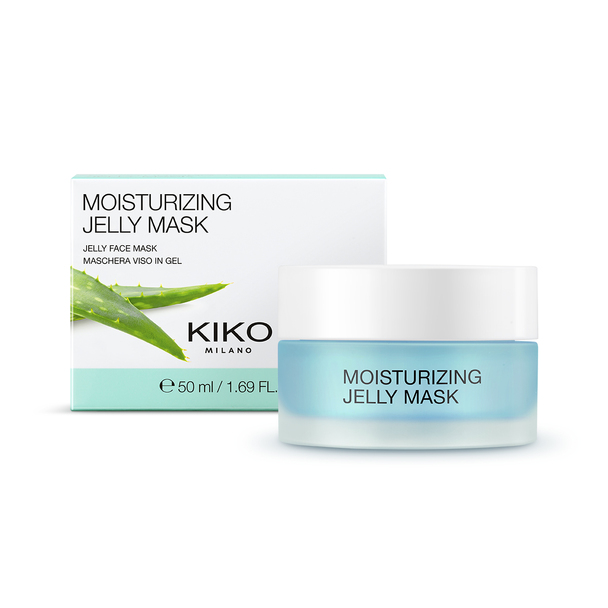 MOISTURIZING
JELLY MASK
JELLY FACE MASK
MASCHERA VISO IN GEL
KIKO
MILANO
℮ 50 ml / 1.69 FL.
MOISTURIZING
JELLY MASK